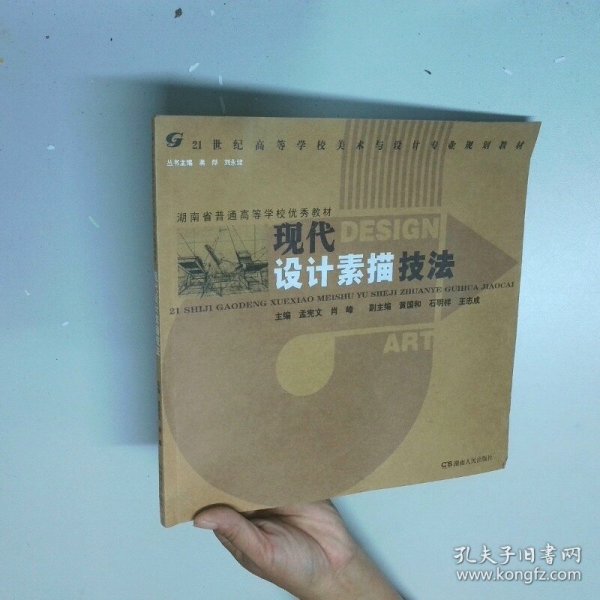 21世纪高等学校美术与设计专业规划教材
丛书主编
刘永健
湖南省普通高等学校优秀教材
现代
DESIGN
设计素描技法
21 SHIJI GAODENG XUEXIAO MEISHU YU SHEJI ZHUANYE GUIHUA JIAOCAI
主编 孟宪文 肖峰 副主编 黄国和 石明祥 王志成
ART
湖南人民出版社
孔夫子旧书网
www.kongfz.com